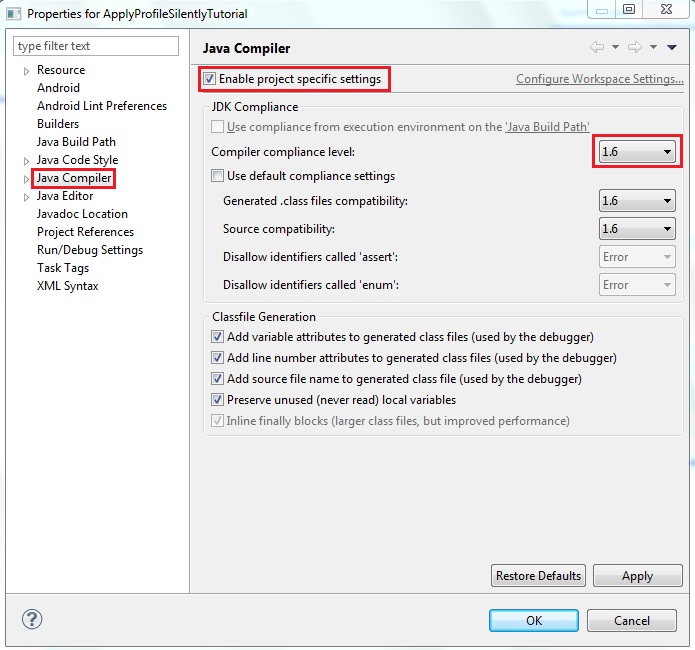 Properties for ApplyProfileSilentlyTutorial
type filter text
Resource
Android
Android Lint Preferences
Builders
Java Build Path
Java Code Style
Java Compiler
Java Editor
Javadoc Location
Project References
Run/Debug Settings
Task Tags
XML Syntax
Java Compiler
Enable project specific settings
Configure Workspace Settings...
JDK Compliance
Use compliance from execution environment on the 'Java Build Path'
Compiler compliance level: 1.6
Use default compliance settings
Generated .class files compatibility: 1.6
Source compatibility: 1.6
Disallow identifiers called 'assert': Error
Disallow identifiers called 'enum': Error
Classfile Generation
Add variable attributes to generated class files (used by the debugger)
Add line number attributes to generated class files (used by the debugger)
Add source file name to generated class file (used by the debugger)
Preserve unused (never read) local variables
Inline finally blocks (larger class files, but improved performance)
Restore Defaults Apply
? OK Cancel